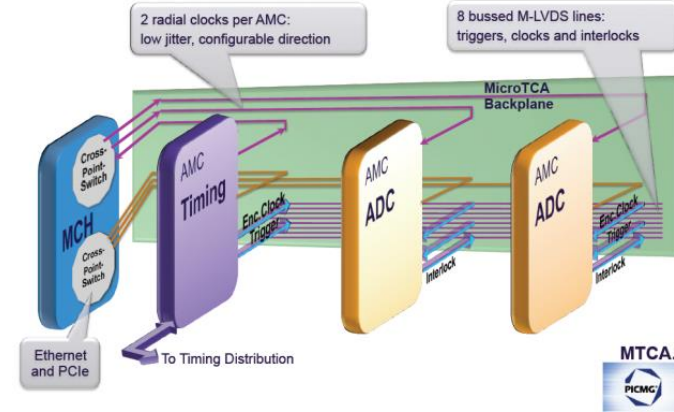 2 radial clocks per AMC:
low jitter, configurable direction
8 bussed M-LVDS lines:
triggers, clocks and interlocks
MicroTCA
Backplane
Cross-
Point-
Switch
MCH
Cross-
Point-
Switch
AMC
Timing
Enc.Clock
Trigger
AMC
ADC
Interlock
AMC
ADC
Enc.Clock
Trigger
Interlock
Ethernet
and PCIe
To Timing Distribution
MTCA.
PICMG